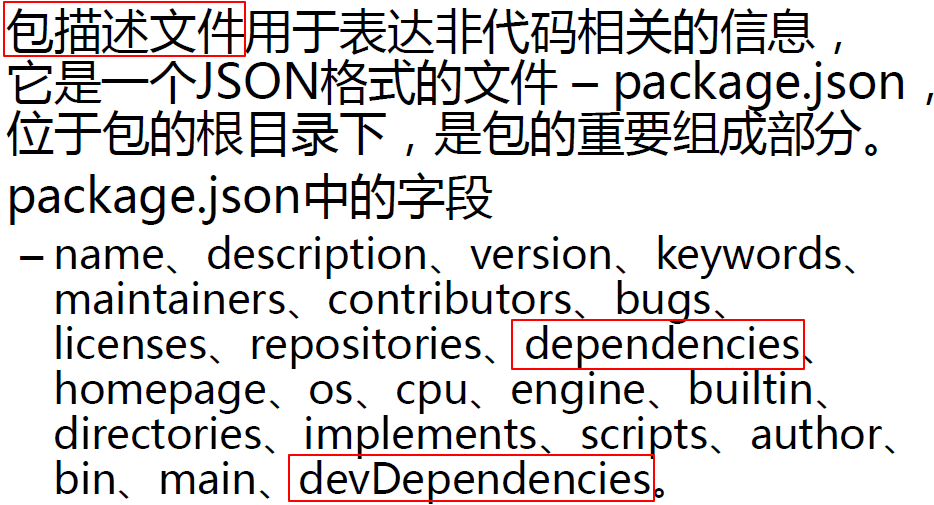 包描述文件用于表达非代码相关的信息，
它是一个JSON格式的文件 – package.json，
位于包的根目录下，是包的重要组成部分。
package.json中的字段
– name、description、version、keywords、
maintainers、contributors、bugs、
licenses、repositories、dependencies、
homepage、os、cpu、engine、builtin、
directories、implements、scripts、author、
bin、main、devDependencies。